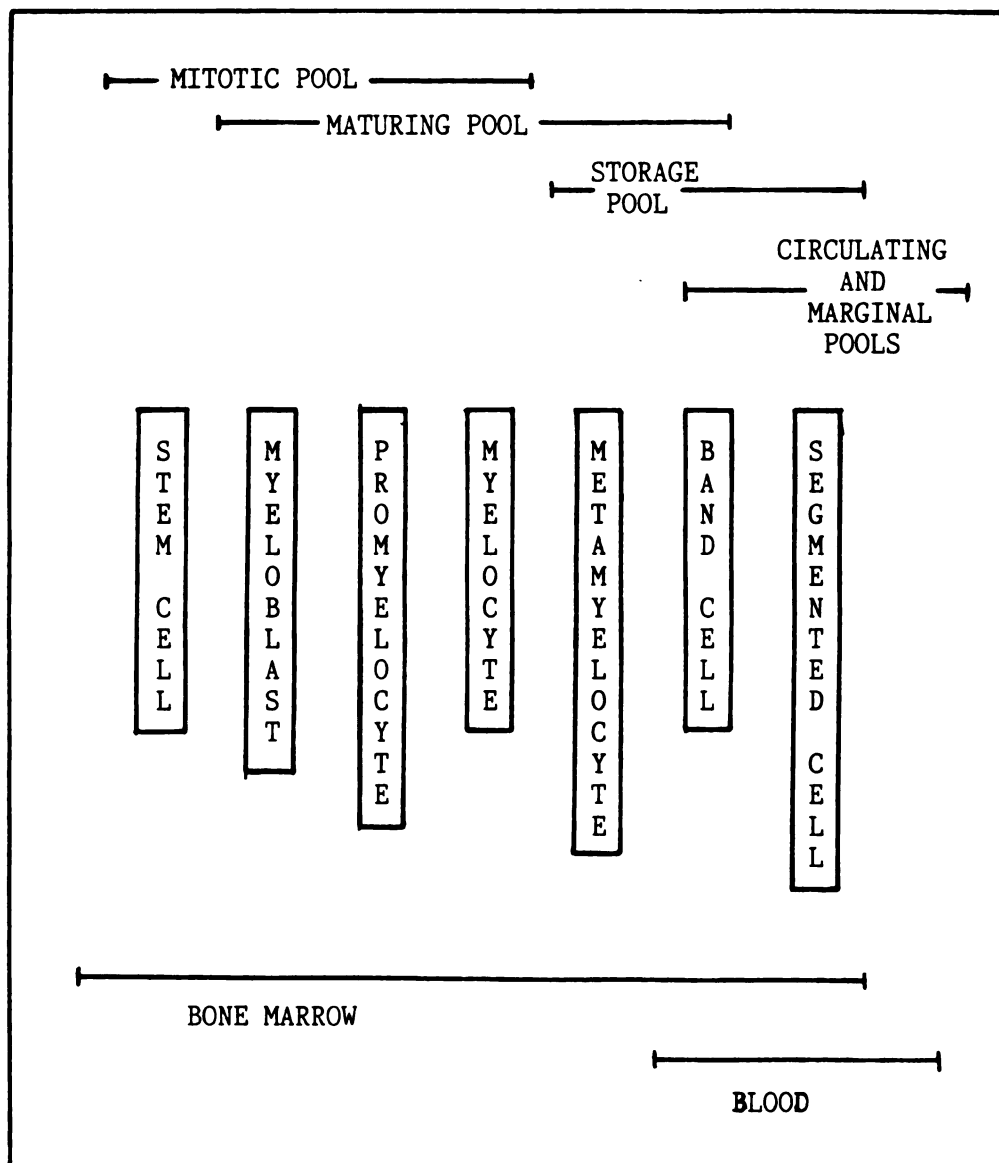 MITOTIC POOL
MATURING POOL
STORAGE
POOL
CIRCULATING
AND
MARGINAL
POOLS
STEM CELL
MYELOBLAST
PROMYELOCYTE
MYELOCYTE
METAMYELOCYTE
BAND CELL
SEGMENTED CELL
BONE MARROW
BLOOD